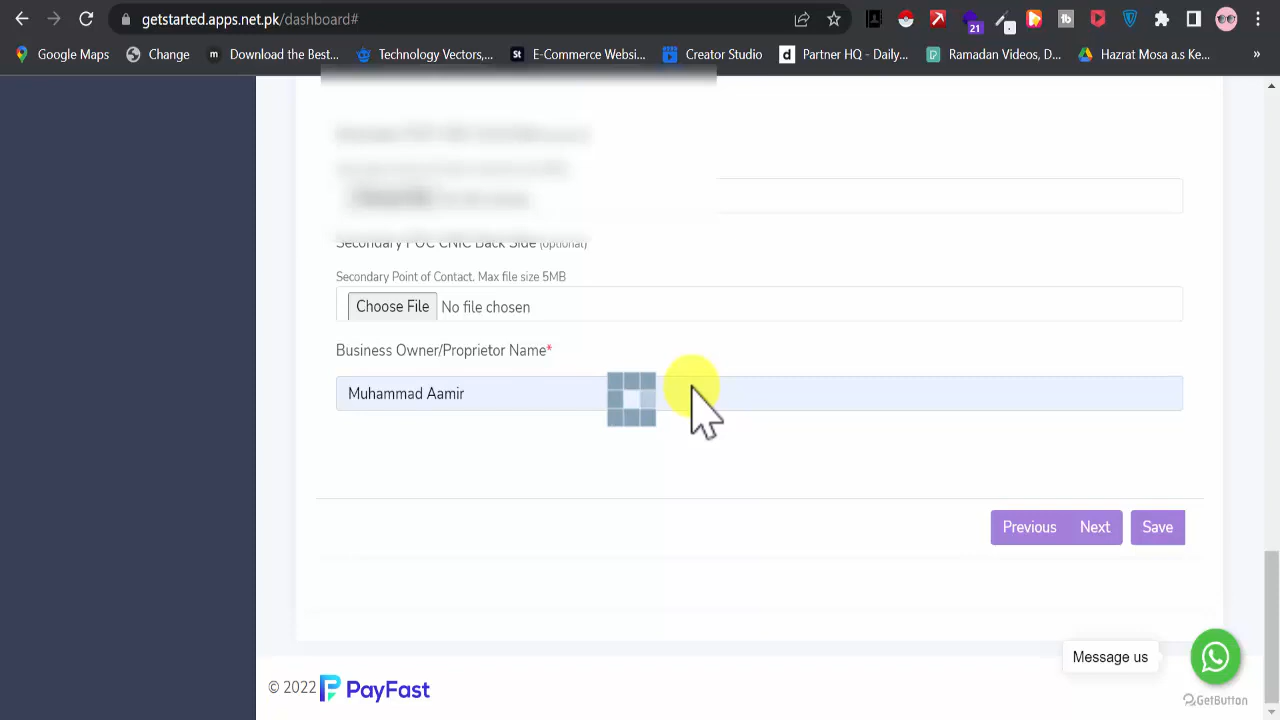 getstarted.apps.net.pk/dashboard#
21
Google Maps
Change
Download the Best...
Technology Vectors,...
E-Commerce Websi...
Creator Studio
Partner HQ - Daily...
Ramadan Videos, D...
Hazrat Mosa a.s Ke...
»
Secondary POC CNIC Back Side (optional)
Secondary Point of Contact. Max file size 5MB
Choose File No file chosen
Business Owner/Proprietor Name*
Muhammad Aamir
Previous Next Save
Message us
© 2022 PayFast
GetButton